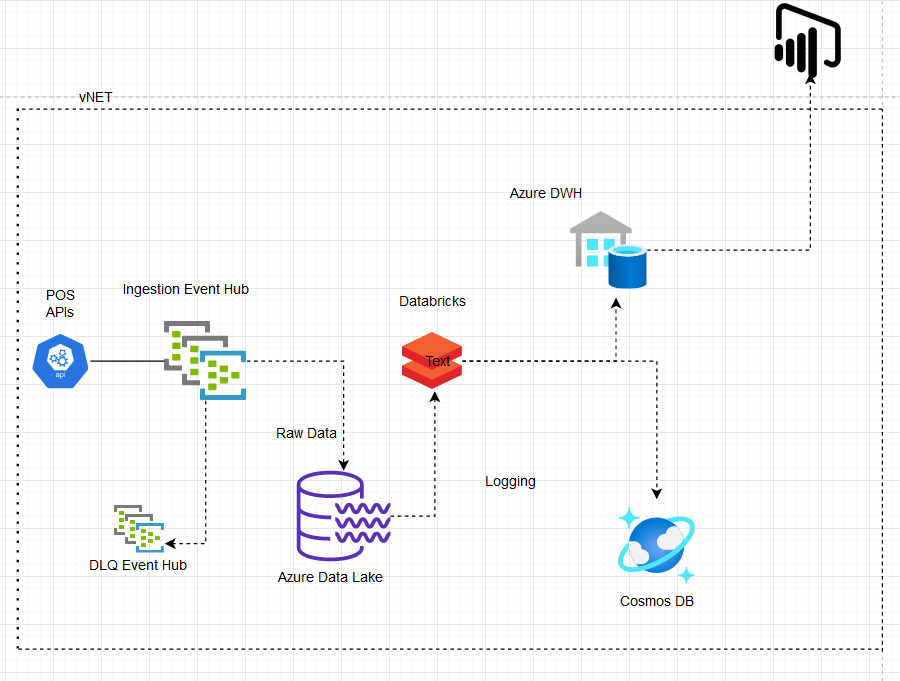 vNET
Azure DWH
POS
APIs
Ingestion Event Hub
Databricks
Text
api
Raw Data
Logging
DLQ Event Hub
Azure Data Lake
Cosmos DB